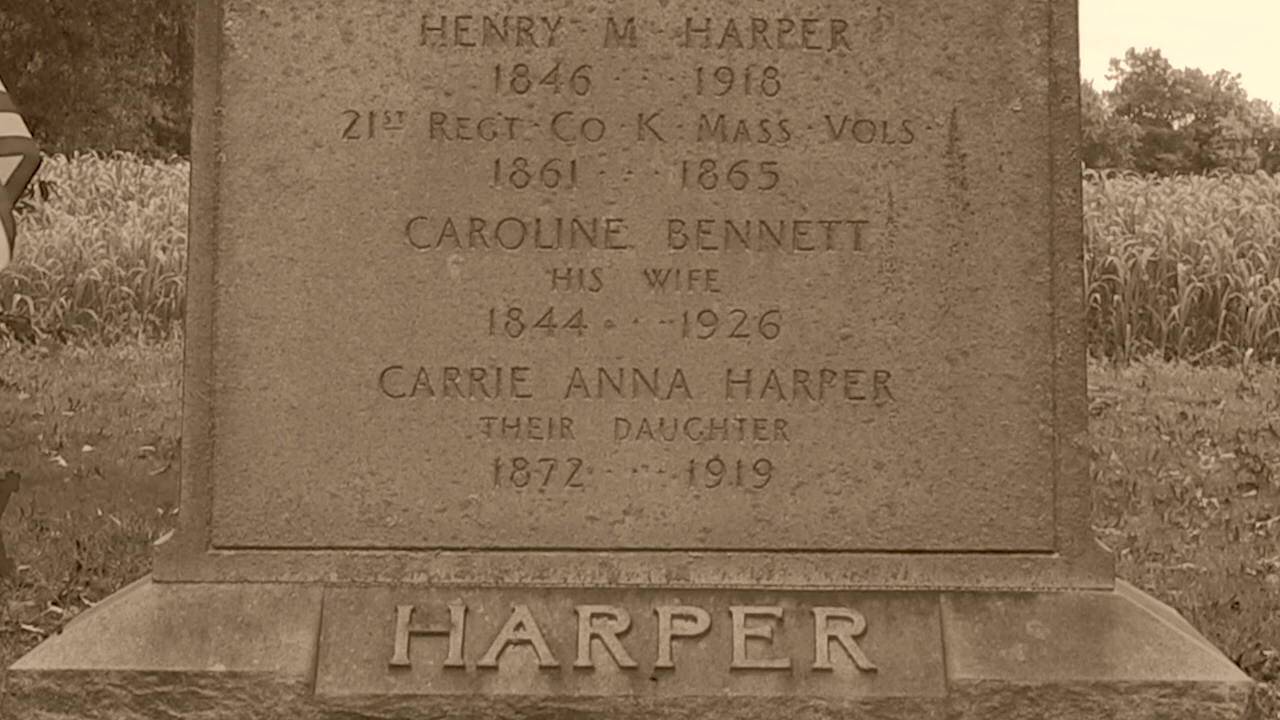 HENRY M HARPER
1846 · · · 1918
21ST REGT · CO · K · MASS · VOLS ·
1861 · · · 1865
CAROLINE BENNETT
HIS WIFE
1844 · · · 1926
CARRIE ANNA HARPER
THEIR DAUGHTER
1872 · · · 1919
HARPER